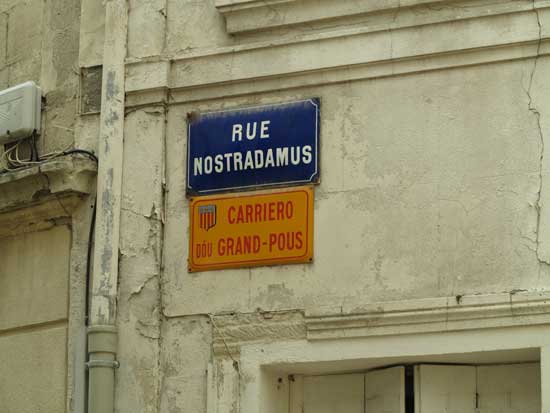 RUE
NOSTRADAMUS
CARRIERO
DÓU GRAND-POUS